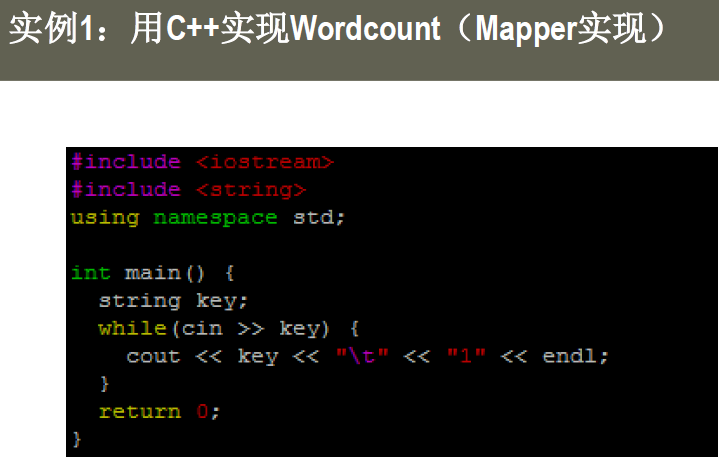 实例1：用C++实现Wordcount（Mapper实现）
#include <iostream>
#include <string>
using namespace std;
int main() {
string key;
while(cin >> key) {
cout << key << "\t" << "1" << endl;
}
return 0;
}